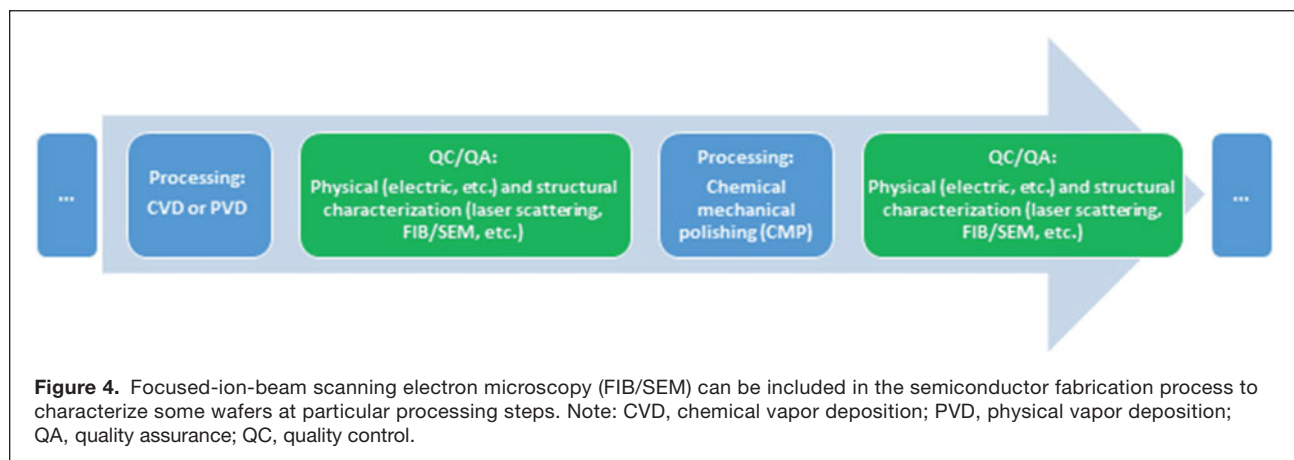 ...
Processing:
CVD or PVD
QC/QA:
Physical (electric, etc.) and structural
characterization (laser scattering,
FIB/SEM, etc.)
Processing:
Chemical
mechanical
polishing (CMP)
QC/QA:
Physical (electric, etc.) and structural
characterization (laser scattering,
FIB/SEM, etc.)
...
Figure 4. Focused-ion-beam scanning electron microscopy (FIB/SEM) can be included in the semiconductor fabrication process to
characterize some wafers at particular processing steps. Note: CVD, chemical vapor deposition; PVD, physical vapor deposition;
QA, quality assurance; QC, quality control.